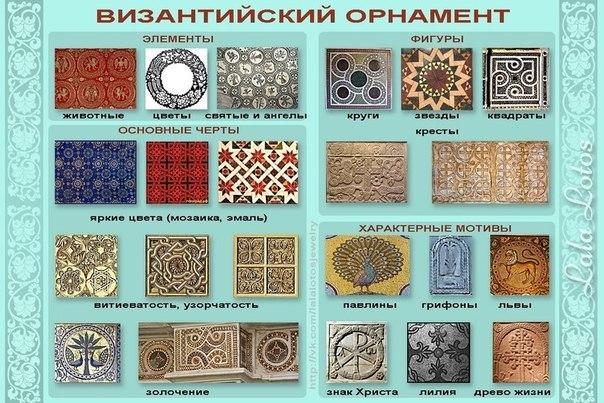 ВИЗАНТИЙСКИЙ ОРНАМЕНТ
ЭЛЕМЕНТЫ
животные
цветы
святые и ангелы
ОСНОВНЫЕ ЧЕРТЫ
яркие цвета (мозаика, эмаль)
витиеватость, узорчатость
золочение
ФИГУРЫ
круги
звезды
квадраты
кресты
ХАРАКТЕРНЫЕ МОТИВЫ
павлины
грифоны
львы
знак Христа
лилия
древо жизни
http://vk.com/lalalotosjewelry
Lala Lotos